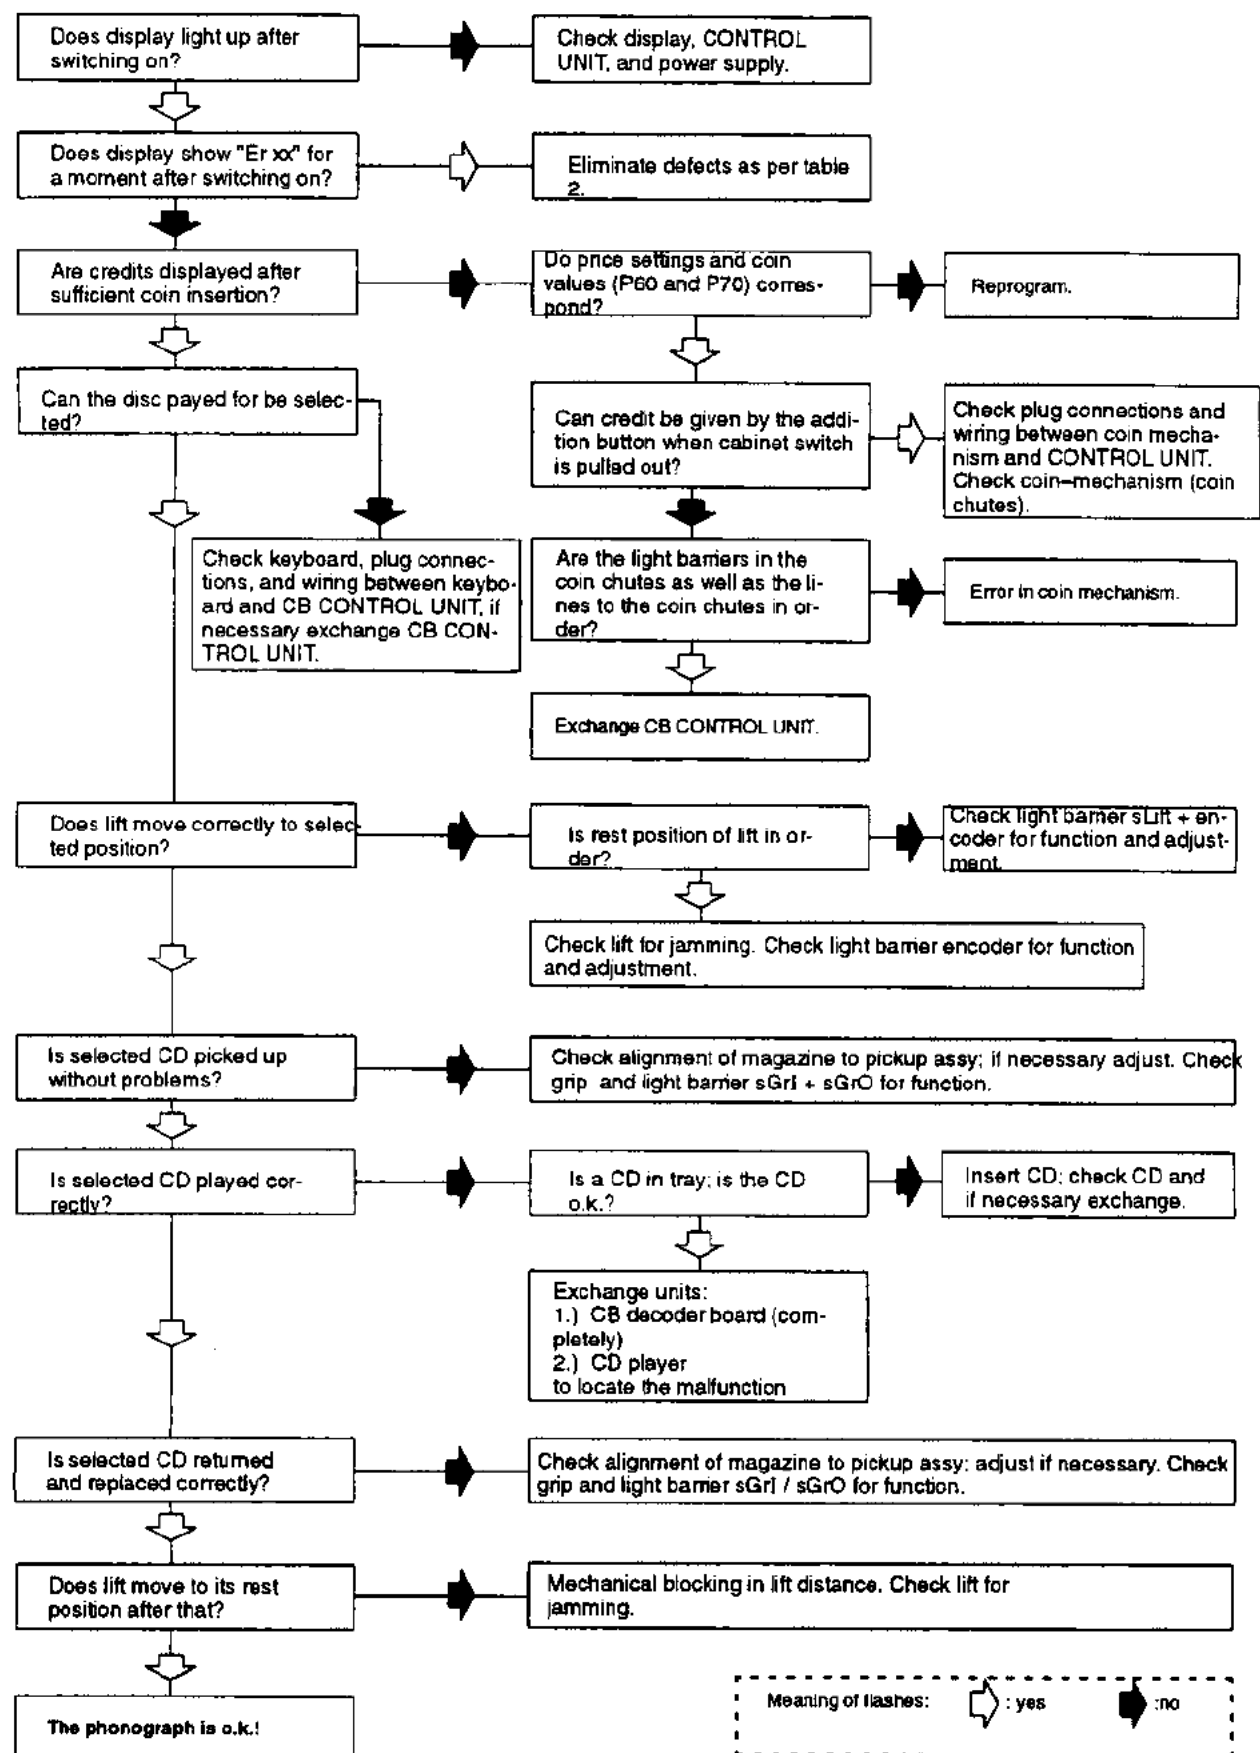 Does display light up after
switching on?
Check display, CONTROL
UNIT, and power supply.
Does display show "Er xx" for
a moment after switching on?
Eliminate defects as per table
2.
Are credits displayed after
sufficient coin insertion?
Do price settings and coin
values (P60 and P70) corres-
pond?
Reprogram.
Can the disc payed for be selec-
ted?
Can credit be given by the addi-
tion button when cabinet switch
is pulled out?
Check plug connections and
wiring between coin mecha-
nism and CONTROL UNIT.
Check coin-mechanism (coin
chutes).
Check keyboard, plug connec-
tions, and wiring between keybo-
ard and CB CONTROL UNIT, if
necessary exchange CB CON-
TROL UNIT.
Are the light barriers in the
coin chutes as well as the li-
nes to the coin chutes in or-
der?
Error in coin mechanism.
Exchange CB CONTROL UNIT.
Does lift move correctly to selec-
ted position?
Is rest position of lift in or-
der?
Check light barrier sLift + en-
coder for function and adjust-
ment.
Check lift for jamming. Check light barrier encoder for function
and adjustment.
Is selected CD picked up
without problems?
Check alignment of magazine to pickup assy; if necessary adjust. Check
grip and light barrier sGrI + sGrO for function.
Is selected CD played cor-
rectly?
Is a CD in tray; is the CD
o.k.?
Insert CD; check CD and
if necessary exchange.
Exchange units:
1.) CB decoder board (com-
pletely)
2.) CD player
to locate the malfunction
Is selected CD returned
and replaced correctly?
Check alignment of magazine to pickup assy; adjust if necessary. Check
grip and light barrier sGrI / sGrO for function.
Does lift move to its rest
position after that?
Mechanical blocking in lift distance. Check lift for
jamming.
The phonograph is o.k.!
Meaning of flashes: : yes :no